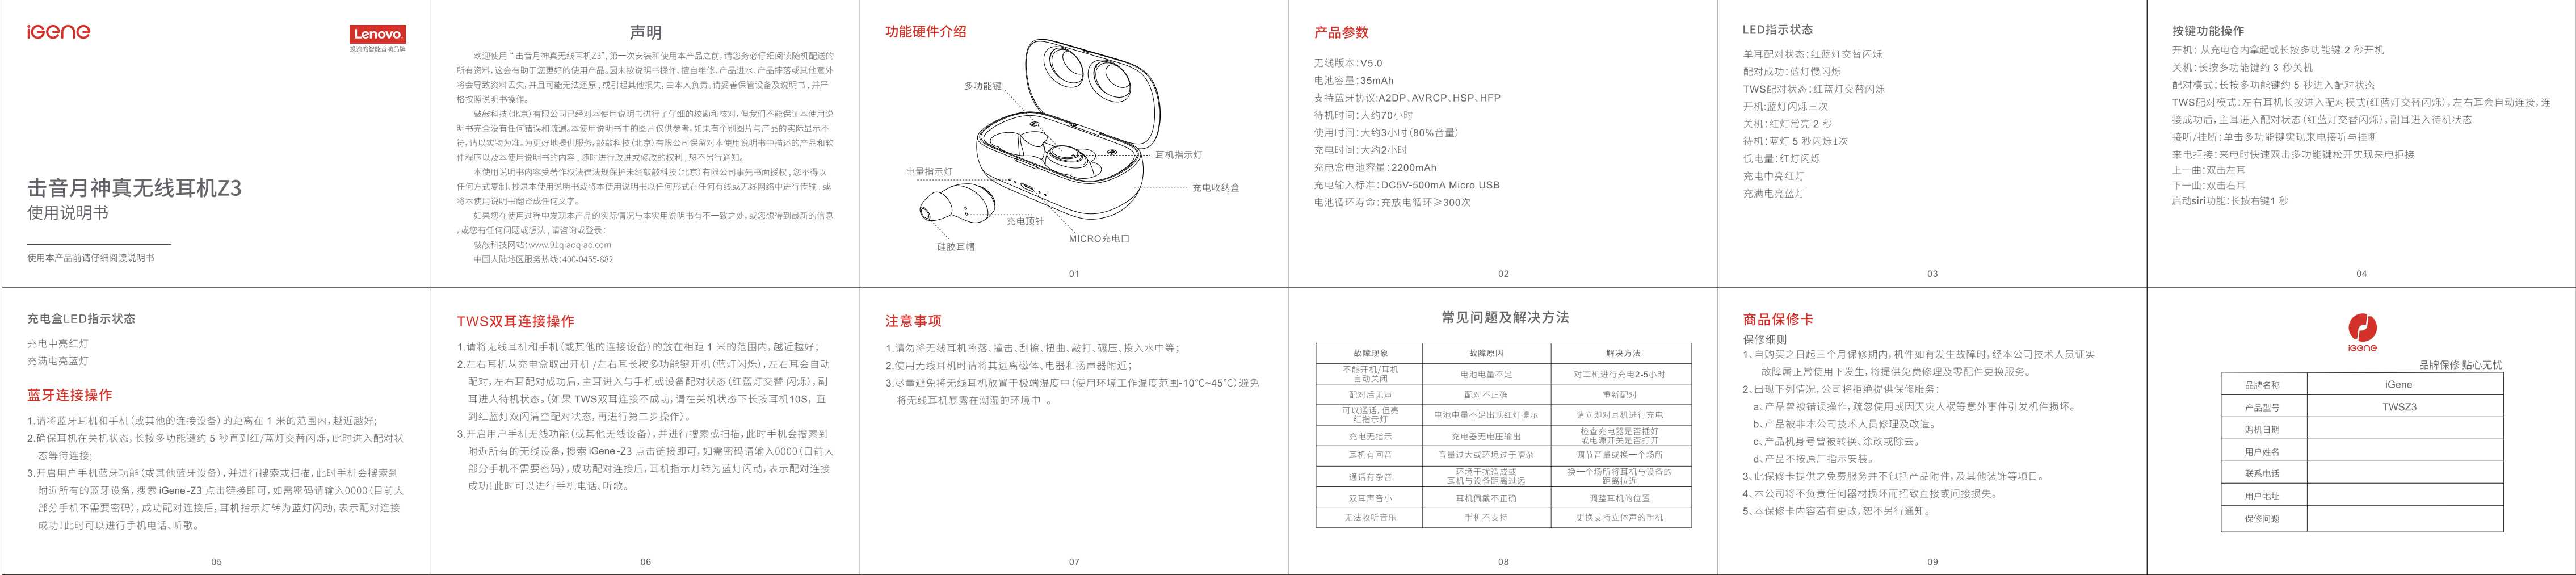 iGene
Lenovo
投资的智能音响品牌
击音月神真无线耳机Z3
使用说明书
使用本产品前请仔细阅读说明书
声明
欢迎使用“击音月神真无线耳机Z3”,第一次安装和使用本产品之前,请您务必仔细阅读随机配送的
所有资料,这会有助于您更好的使用产品。因未按说明书操作、擅自维修、产品进水、产品摔落或其他意外
将会导致资料丢失,并且可能无法还原,或引起其他损失,由本人负责。请妥善保管设备及说明书,并严
格按照说明书操作。
敲敲科技(北京)有限公司已经对本使用说明书进行了仔细的校勘和核对,但我们不能保证本使用说
明书完全没有任何错误和疏漏。本使用说明书中的图片仅供参考,如果有个别图片与产品的实际显示不
符,请以实物为准。为更好地提供服务,敲敲科技(北京)有限公司保留对本使用说明书中描述的产品和软
件程序以及本使用说明书的内容,随时进行改进或修改的权利,恕不另行通知。
本使用说明书内容受著作权法律法规保护未经敲敲科技(北京)有限公司事先书面授权,您不得以
任何方式复制、抄录本使用说明书或将本使用说明书以任何形式在任何有线或无线网络中进行传输,或
将本使用说明书翻译成任何文字。
如果您在使用过程中发现本产品的实际情况与本实用说明书有不一致之处,或您想得到最新的信息
,或您有任何问题或想法,请咨询或登录:
敲敲科技网站:www.91qiaoqiao.com
中国大陆地区服务热线:400-0455-882
功能硬件介绍
多功能键
耳机指示灯
电量指示灯
充电收纳盒
充电顶针
MICRO充电口
硅胶耳帽
01
产品参数
无线版本:V5.0
电池容量:35mAh
支持蓝牙协议:A2DP、AVRCP、HSP、HFP
待机时间:大约70小时
使用时间:大约3小时(80%音量)
充电时间:大约2小时
充电盒电池容量:2200mAh
充电输入标准:DC5V-500mA Micro USB
电池循环寿命:充放电循环≥300次
02
LED指示状态
单耳配对状态:红蓝灯交替闪烁
配对成功:蓝灯慢闪烁
TWS配对状态:红蓝灯交替闪烁
开机:蓝灯闪烁三次
关机:红灯常亮 2 秒
待机:蓝灯 5 秒闪烁1次
低电量:红灯闪烁
充电中亮红灯
充满电亮蓝灯
03
按键功能操作
开机: 从充电仓内拿起或长按多功能键 2 秒开机
关机:长按多功能键约 3 秒关机
配对模式:长按多功能键约 5 秒进入配对状态
TWS配对模式:左右耳机长按进入配对模式(红蓝灯交替闪烁),左右耳会自动连接,连
接成功后,主耳进入配对状态(红蓝灯交替闪烁),副耳进入待机状态
接听/挂断:单击多功能键实现来电接听与挂断
来电拒接:来电时快速双击多功能键松开实现来电拒接
上一曲:双击左耳
下一曲:双击右耳
启动siri功能:长按右键1 秒
04
充电盒LED指示状态
充电中亮红灯
充满电亮蓝灯
蓝牙连接操作
1.请将蓝牙耳机和手机(或其他的连接设备)的距离在 1 米的范围内,越近越好;
2.确保耳机在关机状态,长按多功能键约 5 秒直到红/蓝灯交替闪烁,此时进入配对状
态等待连接;
3.开启用户手机蓝牙功能(或其他蓝牙设备),并进行搜索或扫描,此时手机会搜索到
附近所有的蓝牙设备,搜索 iGene-Z3 点击链接即可,如需密码请输入0000(目前大
部分手机不需要密码),成功配对连接后,耳机指示灯转为蓝灯闪动,表示配对连接
成功!此时可以进行手机电话、听歌。
05
TWS双耳连接操作
1.请将无线耳机和手机(或其他的连接设备)的放在相距 1 米的范围内,越近越好;
2.左右耳机从充电盒取出开机 /左右耳长按多功能键开机(蓝灯闪烁),左右耳会自动
配对,左右耳配对成功后,主耳进入与手机或设备配对状态(红蓝灯交替 闪烁),副
耳进人待机状态。(如果 TWS双耳连接不成功,请在关机状态下长按耳机10S,直
到红蓝灯双闪清空配对状态,再进行第二步操作)。
3.开启用户手机无线功能(或其他无线设备),并进行搜索或扫描,此时手机会搜索到
附近所有的无线设备,搜索 iGene-Z3 点击链接即可,如需密码请输入0000(目前大
部分手机不需要密码),成功配对连接后,耳机指示灯转为蓝灯闪动,表示配对连接
成功!此时可以进行手机电话、听歌。
06
注意事项
1.请勿将无线耳机摔落、撞击、刮擦、扭曲、敲打、碾压、投入水中等;
2.使用无线耳机时请将其远离磁体、电器和扬声器附近;
3.尽量避免将无线耳机放置于极端温度中(使用环境工作温度范围-10℃~45℃)避免
将无线耳机暴露在潮湿的环境中 。
07
常见问题及解决方法
故障现象 故障原因 解决方法
不能开机/耳机
自动关闭 电池电量不足 对耳机进行充电2-5小时
配对后无声 配对不正确 重新配对
可以通话,但亮
红指示灯 电池电量不足出现红灯提示 请立即对耳机进行充电
充电无指示 充电器无电压输出 检查充电器是否插好
或电源开关是否打开
耳机有回音 音量过大或环境过于嘈杂 调节音量或换一个场所
通话有杂音 环境干扰造成或
耳机与设备距离过远 换一个场所将耳机与设备的
距离拉近
双耳声音小 耳机佩戴不正确 调整耳机的位置
无法收听音乐 手机不支持 更换支持立体声的手机
08
商品保修卡
保修细则
1、自购买之日起三个月保修期内,机件如有发生故障时,经本公司技术人员证实
故障属正常使用下发生,将提供免费修理及零配件更换服务。
2、出现下列情况,公司将拒绝提供保修服务:
a、产品曾被错误操作,疏忽使用或因天灾人祸等意外事件引发机件损坏。
b、产品被非本公司技术人员修理及改造。
c、产品机身号曾被转换、涂改或除去。
d、产品不按原厂指示安装。
3、此保修卡提供之免费服务并不包括产品附件,及其他装饰等项目。
4、本公司将不负责任何器材损坏而招致直接或间接损失。
5、本保修卡内容若有更改,恕不另行通知。
09
iGene
品牌保修 贴心无忧
品牌名称 iGene
产品型号 TWSZ3
购机日期
用户姓名
联系电话
用户地址
保修问题